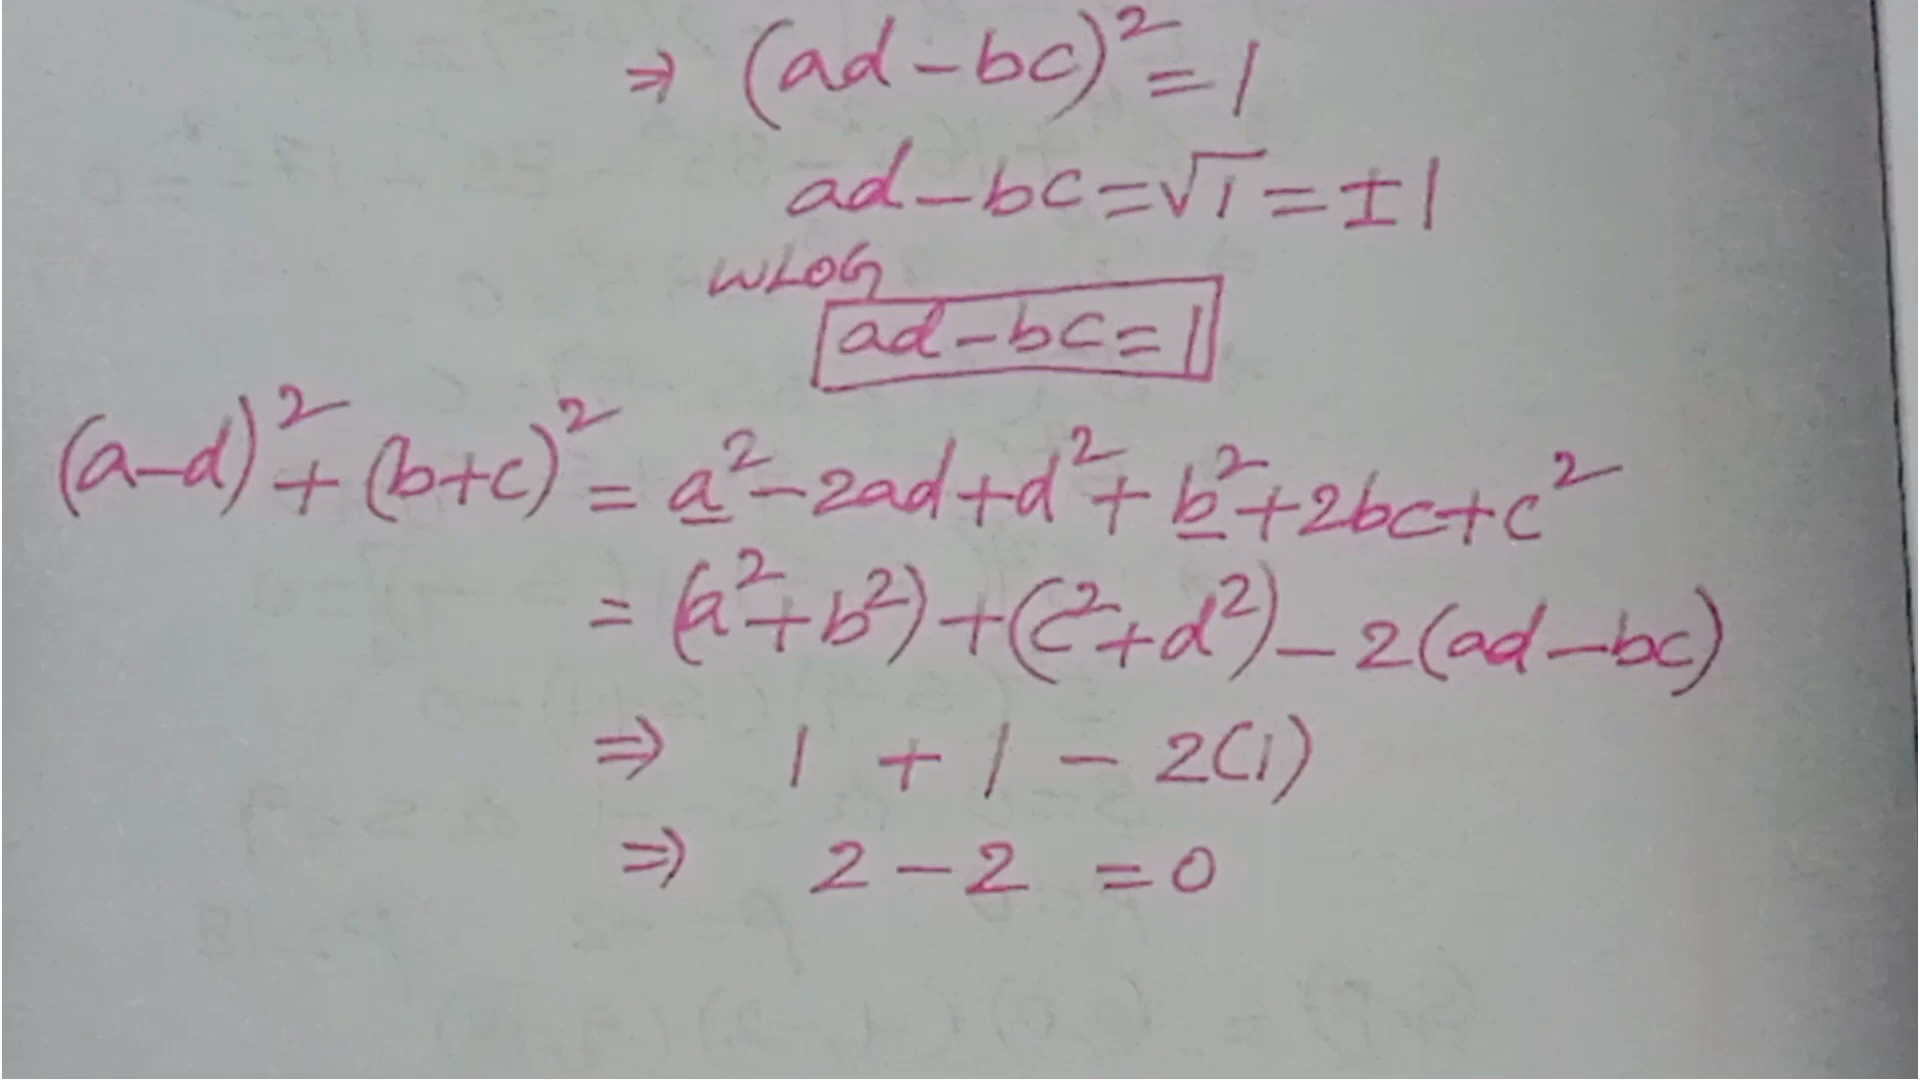 ⇒ (ad-bc)² = 1
ad-bc = √1 = ±1
WLOG
ad-bc = 1
(a-d)² + (b+c)² = a² - 2ad + d² + b² + 2bc + c²
= (a² + b²) + (c² + d²) - 2(ad-bc)
⇒ 1 + 1 - 2(1)
⇒ 2 - 2 = 0